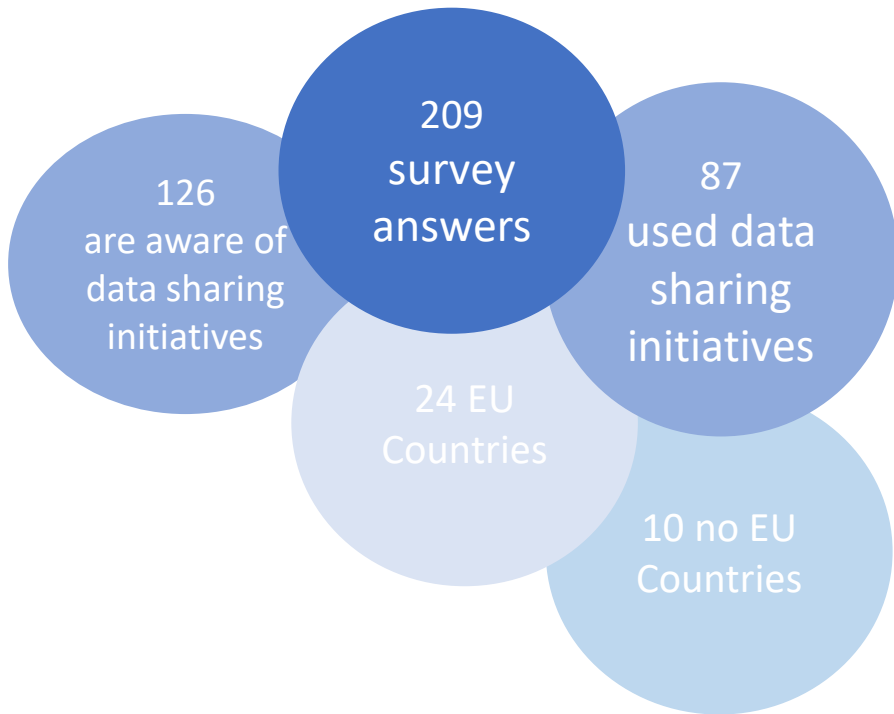 209
survey
answers
126
are aware of
data sharing
initiatives
87
used data
sharing
initiatives
24 EU
Countries
10 no EU
Countries